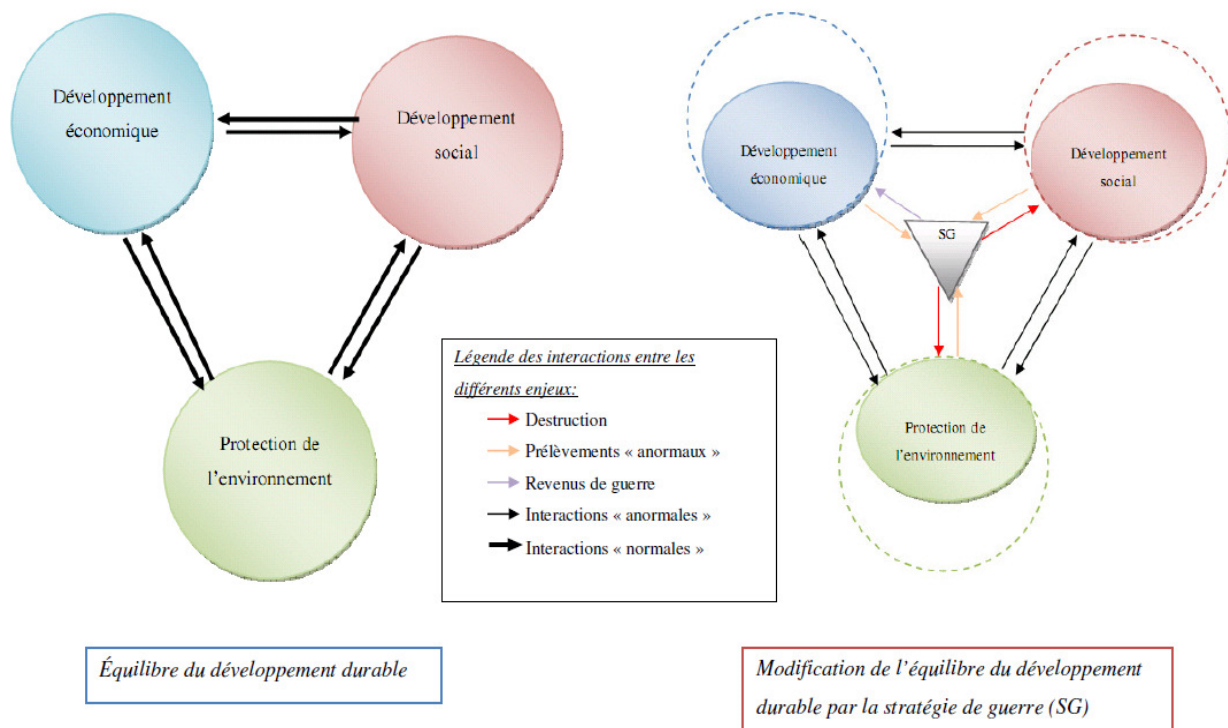 Développement
économique
Développement
social
Protection de
l’environnement
Équilibre du développement durable
Légende des interactions entre les
différents enjeux:
Destruction
Prélèvements « anormaux »
Revenus de guerre
Interactions « anormales »
Interactions « normales »
Développement
économique
Développement
social
SG
Protection de
l’environnement
Modification de l’équilibre du développement
durable par la stratégie de guerre (SG)